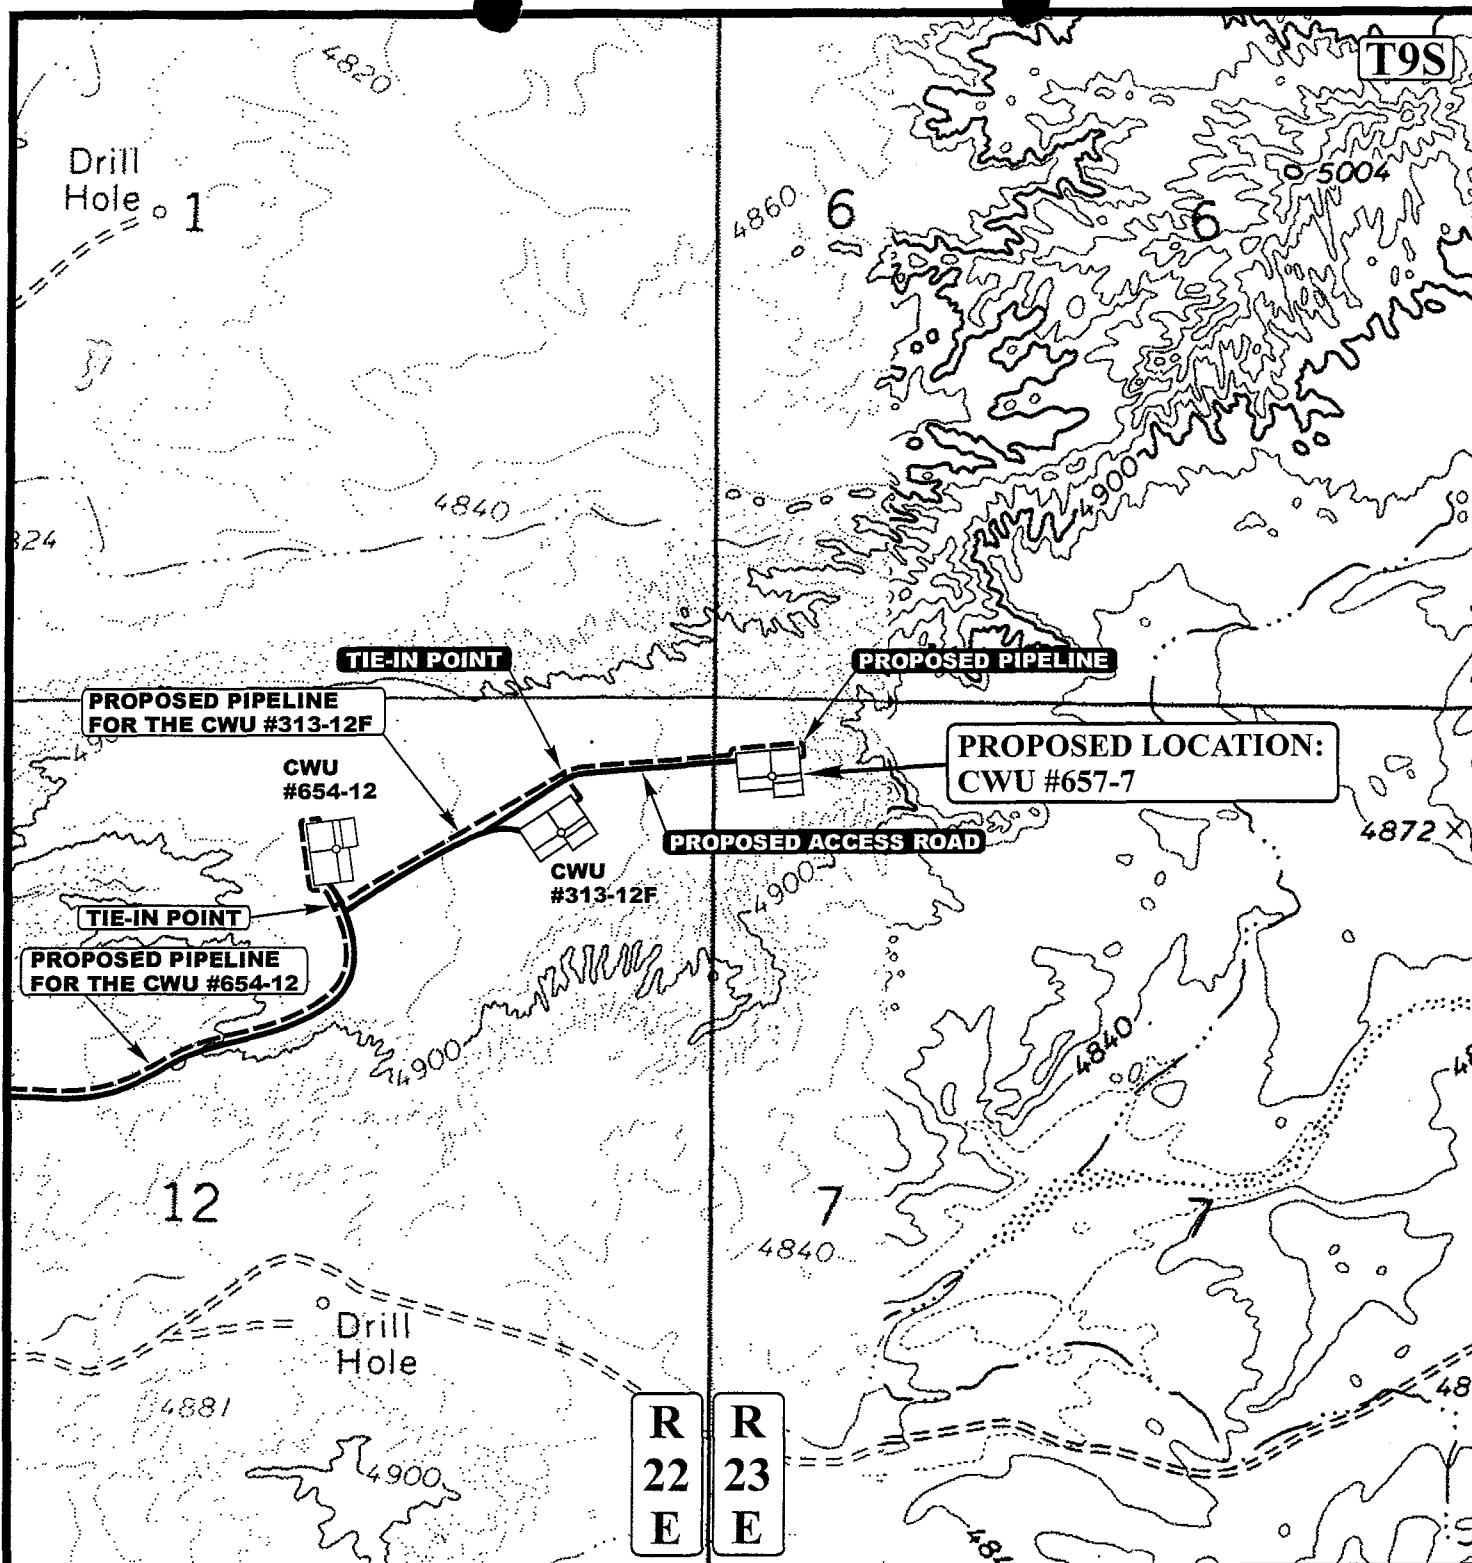 T9S
4820
Drill
Hole
1
4860
6
6
5004
4900
4840
824
TIE-IN POINT
PROPOSED PIPELINE
PROPOSED PIPELINE
FOR THE CWU #313-12F
PROPOSED LOCATION:
CWU #657-7
CWU
#654-12
4872
PROPOSED ACCESS ROAD
CWU
#313-12F
4900
TIE-IN POINT
PROPOSED PIPELINE
FOR THE CWU #654-12
4900
4840
12
7
7
4840
Drill
Hole
4881
4900
R
22
E
R
23
E